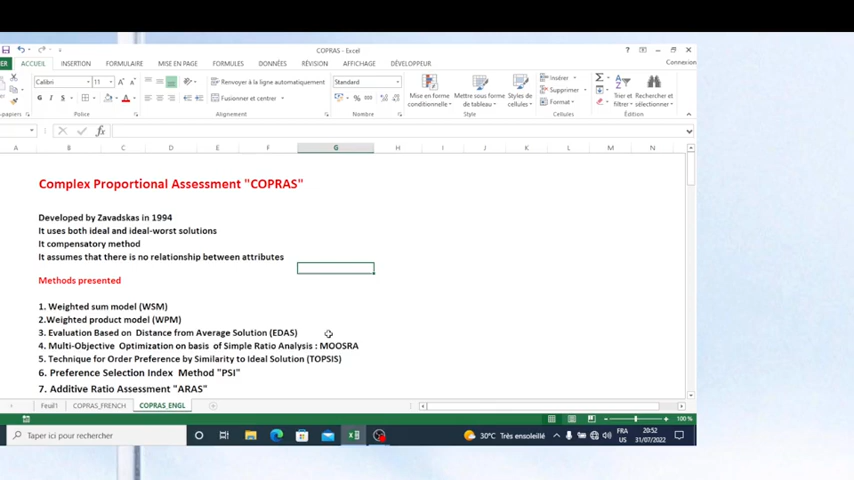 COPRAS - Excel
Connexion
ACCUEIL INSERTION FORMULAIRE MISE EN PAGE FORMULES DONNÉES RÉVISION AFFICHAGE DÉVELOPPEUR
Calibri 11 Renvoyer à la ligne automatiquement Standard Insérer
Mise en forme conditionnelle Mettre sous forme de tableau Styles de cellules Supprimer Trier et filtrer Rechercher et sélectionner
G I S Fusionner et centrer % 000 Format
Police Alignement Nombre Style Cellules Édition
fx
A B C D E F G H I J K L M N
Complex Proportional Assessment "COPRAS"
Developed by Zavadskas in 1994
It uses both ideal and ideal-worst solutions
It compensatory method
It assumes that there is no relationship between attributes
Methods presented
1. Weighted sum model (WSM)
2.Weighted product model (WPM)
3. Evaluation Based on Distance from Average Solution (EDAS)
4. Multi-Objective Optimization on basis of Simple Ratio Analysis : MOOSRA
5. Technique for Order Preference by Similarity to Ideal Solution (TOPSIS)
6. Preference Selection Index Method "PSI"
7. Additive Ratio Assessment "ARAS"
Feuil1 COPRAS_FRENCH COPRAS_ENGL
100 %
Taper ici pour rechercher
30°C Très ensoleillé
FRA
US
20:52
31/07/2022